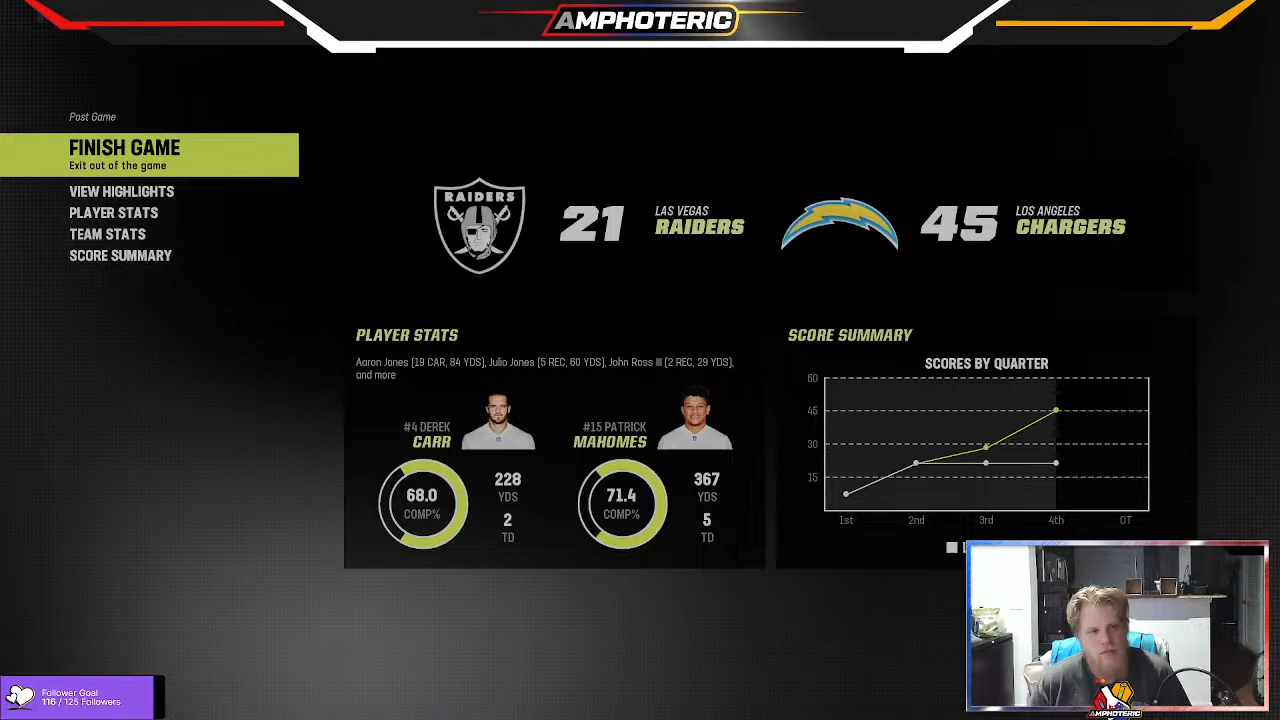 AMPHOTERIC
Post Game
FINISH GAME
Exit out of the game
VIEW HIGHLIGHTS
PLAYER STATS
TEAM STATS
SCORE SUMMARY
RAIDERS
21
LAS VEGAS
RAIDERS
45
LOS ANGELES
CHARGERS
PLAYER STATS
Aaron Jones (19 CAR, 84 YDS), Julio Jones (5 REC, 60 YDS), John Ross III (2 REC, 29 YDS),
and more
#4 DEREK
CARR
68.0
COMP%
228
YDS
2
TD
#15 PATRICK
MAHOMES
71.4
COMP%
367
YDS
5
TD
SCORE SUMMARY
SCORES BY QUARTER
60
45
30
15
1st 2nd 3rd 4th OT
Follower Goal
116 / 125 Followers
AMPHOTERIC